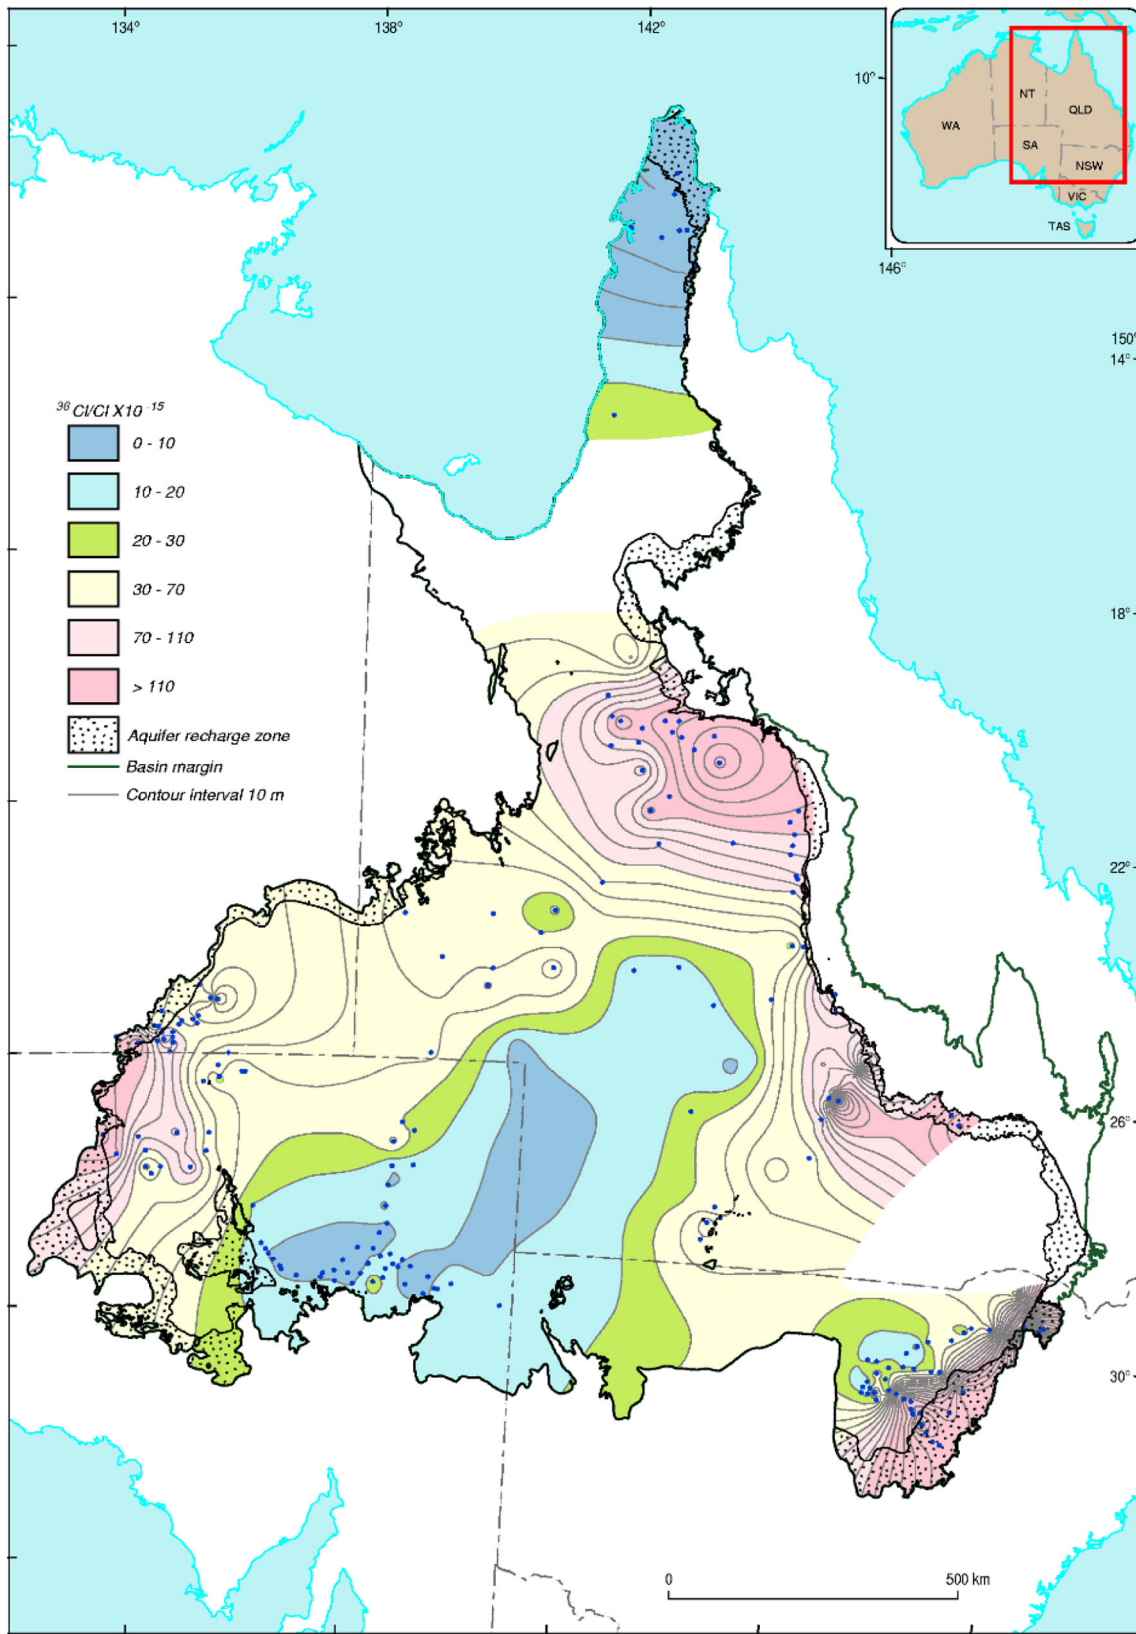 134°
138°
142°
10°
WA
NT
QLD
SA
NSW
VIC
TAS
146°
150°
14°
³⁶Cl/Cl X10 ⁻¹⁵
0 - 10
10 - 20
20 - 30
30 - 70
70 - 110
> 110
Aquifer recharge zone
Basin margin
Contour interval 10 m
18°
22°
26°
30°
0 500 km